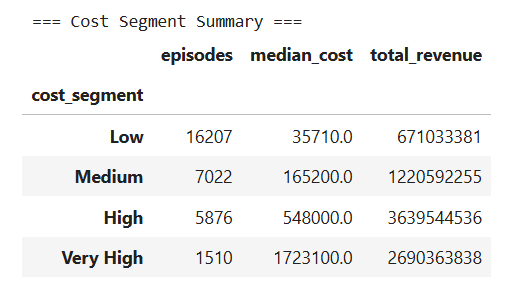 === Cost Segment Summary ===
episodes median_cost total_revenue
cost_segment
Low 16207 35710.0 671033381
Medium 7022 165200.0 1220592255
High 5876 548000.0 3639544536
Very High 1510 1723100.0 2690363838